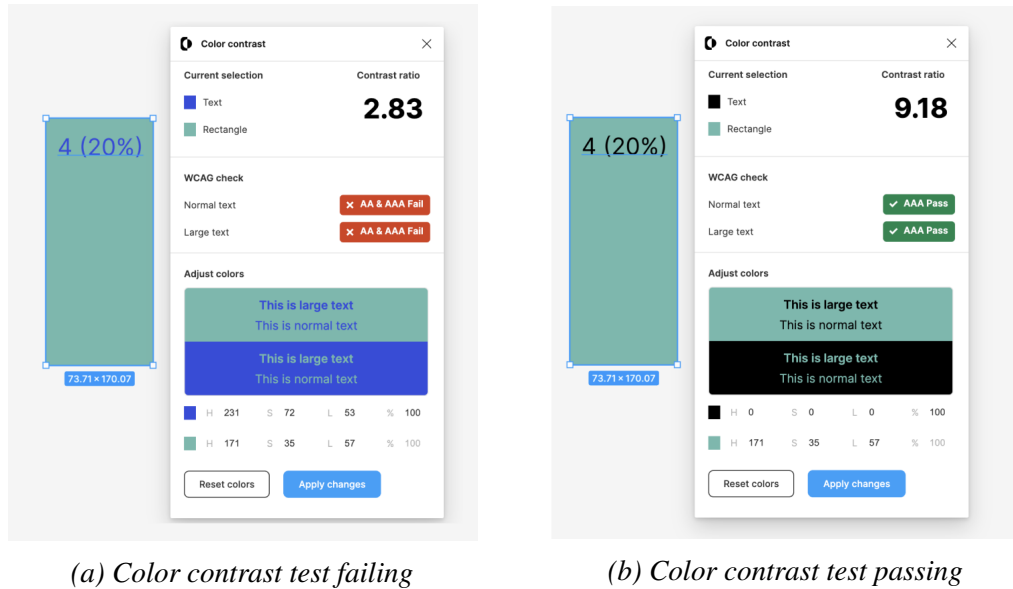 Color contrast
Current selection
Contrast ratio
Text
2.83
Rectangle
4 (20%)
WCAG check
Normal text
AA & AAA Fail
Large text
AA & AAA Fail
Adjust colors
This is large text
This is normal text
This is large text
This is normal text
73.71 × 170.07
H 231 S 72 L 53 % 100
H 171 S 35 L 57 % 100
Reset colors
Apply changes
(a) Color contrast test failing
Color contrast
Current selection
Contrast ratio
Text
9.18
Rectangle
4 (20%)
WCAG check
Normal text
AAA Pass
Large text
AAA Pass
Adjust colors
This is large text
This is normal text
This is large text
This is normal text
73.71 × 170.07
H 0 S 0 L 0 % 100
H 171 S 35 L 57 % 100
Reset colors
Apply changes
(b) Color contrast test passing